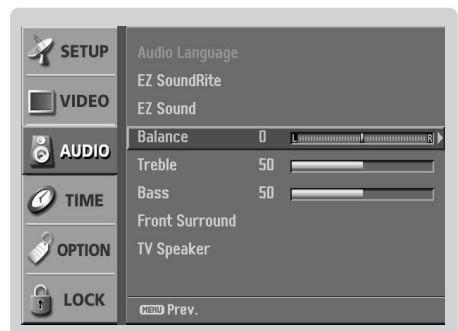 SETUP
VIDEO
AUDIO
TIME
OPTION
LOCK
Audio Language
EZ SoundRite
EZ Sound
Balance 0 L R
Treble 50
Bass 50
Front Surround
TV Speaker
MENU Prev.